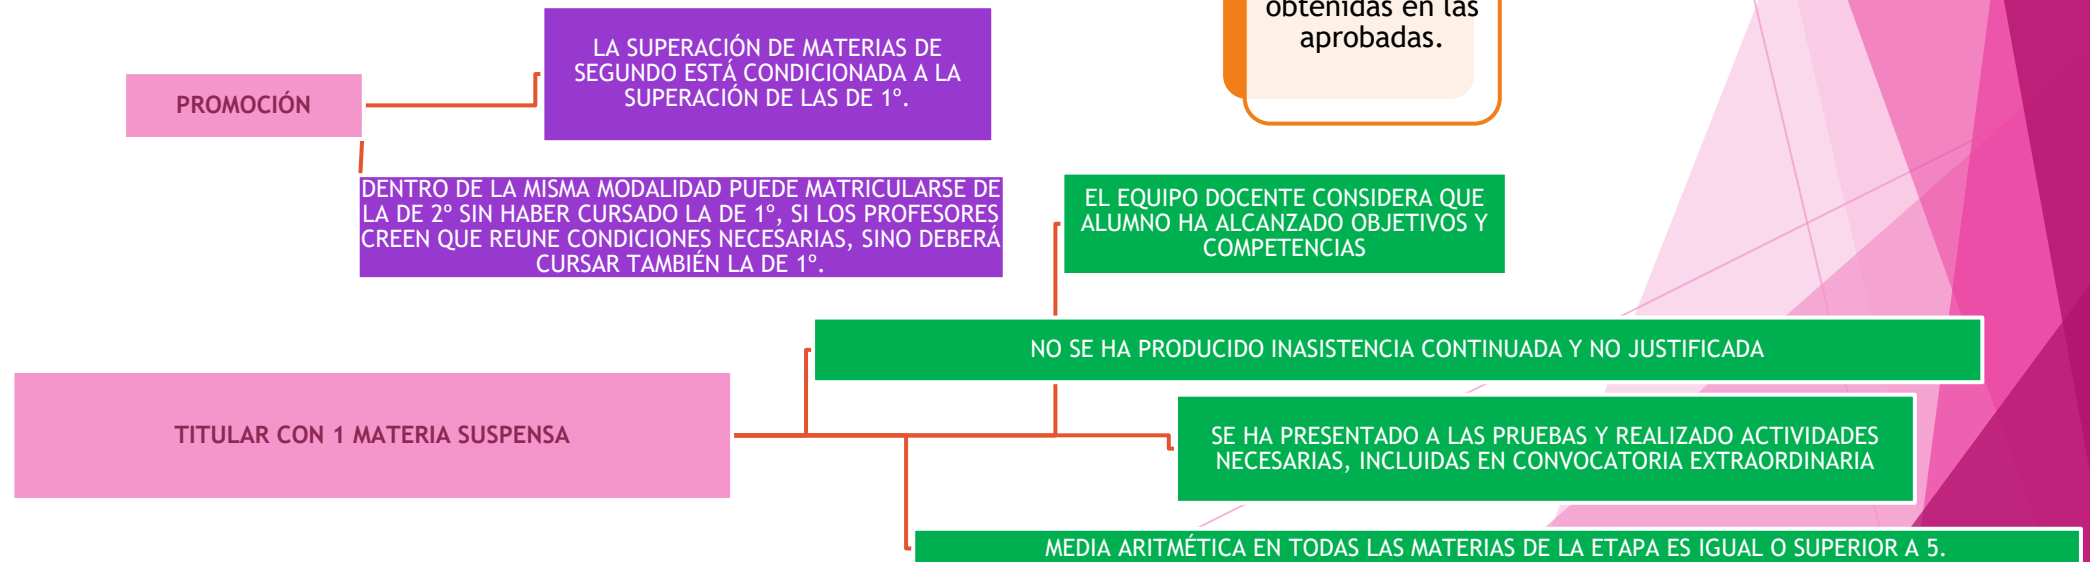 obtenidas en las
aprobadas.
LA SUPERACIÓN DE MATERIAS DE
SEGUNDO ESTÁ CONDICIONADA A LA
SUPERACIÓN DE LAS DE 1º.
PROMOCIÓN
DENTRO DE LA MISMA MODALIDAD PUEDE MATRICULARSE DE
LA DE 2º SIN HABER CURSADO LA DE 1º, SI LOS PROFESORES
CREEN QUE REUNE CONDICIONES NECESARIAS, SINO DEBERÁ
CURSAR TAMBIÉN LA DE 1º.
EL EQUIPO DOCENTE CONSIDERA QUE
ALUMNO HA ALCANZADO OBJETIVOS Y
COMPETENCIAS
NO SE HA PRODUCIDO INASISTENCIA CONTINUADA Y NO JUSTIFICADA
TITULAR CON 1 MATERIA SUSPENSA
SE HA PRESENTADO A LAS PRUEBAS Y REALIZADO ACTIVIDADES
NECESARIAS, INCLUIDAS EN CONVOCATORIA EXTRAORDINARIA
MEDIA ARITMÉTICA EN TODAS LAS MATERIAS DE LA ETAPA ES IGUAL O SUPERIOR A 5.